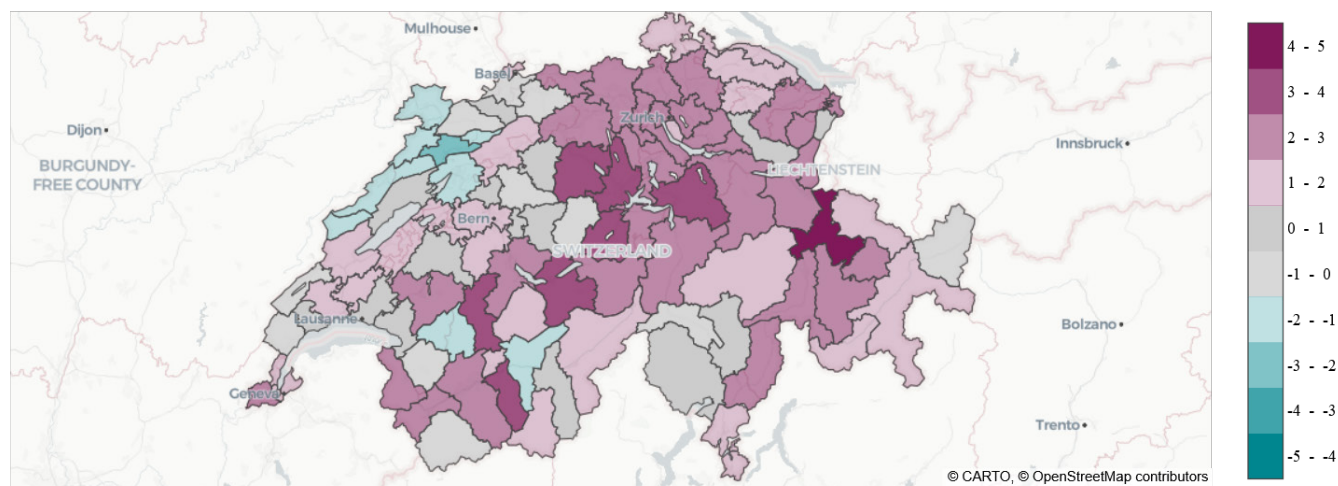 Mulhouse
Basel
Dijon
Zurich
Innsbruck
BURGUNDY-
FREE COUNTY
LIECHTENSTEIN
Bern
SWITZERLAND
Lausanne
Bolzano
Geneva
Trento
© CARTO, © OpenStreetMap contributors
4 - 5
3 - 4
2 - 3
1 - 2
0 - 1
-1 - 0
-2 - -1
-3 - -2
-4 - -3
-5 - -4